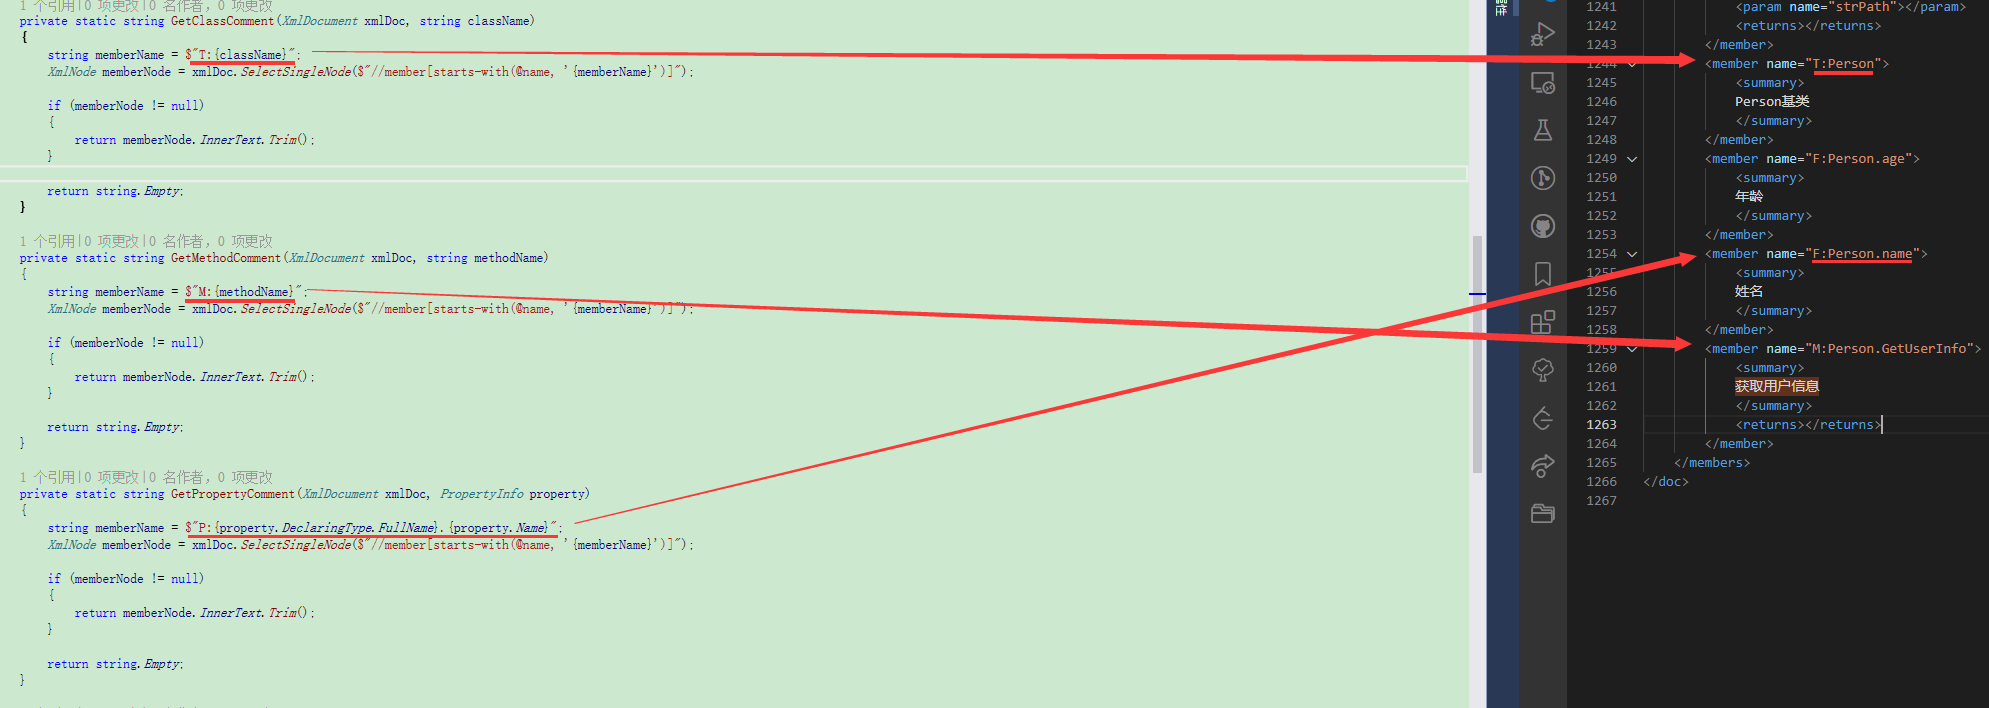 1 个引用|0 项更改|0 名作者, 0 项更改
private static string GetClassComment(XmlDocument xmlDoc, string className)
{
string memberName = $"T:{className}";
XmlNode memberNode = xmlDoc.SelectSingleNode($"//member[starts-with(@name, '{memberName}')]");
if (memberNode != null)
{
return memberNode.InnerText.Trim();
}
return string.Empty;
}
1 个引用|0 项更改|0 名作者, 0 项更改
private static string GetMethodComment(XmlDocument xmlDoc, string methodName)
{
string memberName = $"M:{methodName}";
XmlNode memberNode = xmlDoc.SelectSingleNode($"//member[starts-with(@name, '{memberName}')]");
if (memberNode != null)
{
return memberNode.InnerText.Trim();
}
return string.Empty;
}
1 个引用|0 项更改|0 名作者, 0 项更改
private static string GetPropertyComment(XmlDocument xmlDoc, PropertyInfo property)
{
string memberName = $"P:{property.DeclaringType.FullName}.{property.Name}";
XmlNode memberNode = xmlDoc.SelectSingleNode($"//member[starts-with(@name, '{memberName}')]");
if (memberNode != null)
{
return memberNode.InnerText.Trim();
}
return string.Empty;
}
1241 <param name="strPath"></param>
1242 <returns></returns>
1243 </member>
1244 <member name="T:Person">
1245 <summary>
1246 Person基类
1247 </summary>
1248 </member>
1249 <member name="F:Person.age">
1250 <summary>
1251 年龄
1252 </summary>
1253 </member>
1254 <member name="F:Person.name">
1255 <summary>
1256 姓名
1257 </summary>
1258 </member>
1259 <member name="M:Person.GetUserInfo">
1260 <summary>
1261 获取用户信息
1262 </summary>
1263 <returns></returns>
1264 </member>
1265 </members>
1266 </doc>
1267